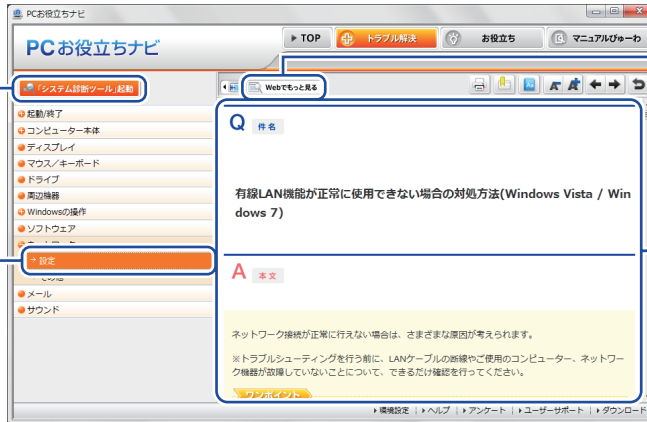 PCお役立ちナビ
PCお役立ちナビ
TOP
トラブル解決
お役立ち
マニュアルびゅーわ
「システム診断ツール」起動
Webでもっと見る
起動/終了
コンピューター本体
ディスプレイ
マウス/キーボード
ドライブ
周辺機器
Windowsの操作
ソフトウェア
設定
メール
サウンド
Q 件名
有線LAN機能が正常に使用できない場合の対処方法(Windows Vista / Win
dows 7)
A 本文
ネットワーク接続が正常に行えない場合は、さまざまな原因が考えられます。
※トラブルシューティングを行う前に、LANケーブルの断線やご使用のコンピューター、ネットワー
ク機器が故障していないことについて、できるだけ確認を行ってください。
ワンポイント
環境設定 | ヘルプ | アンケート | ユーザーサポート | ダウンロード